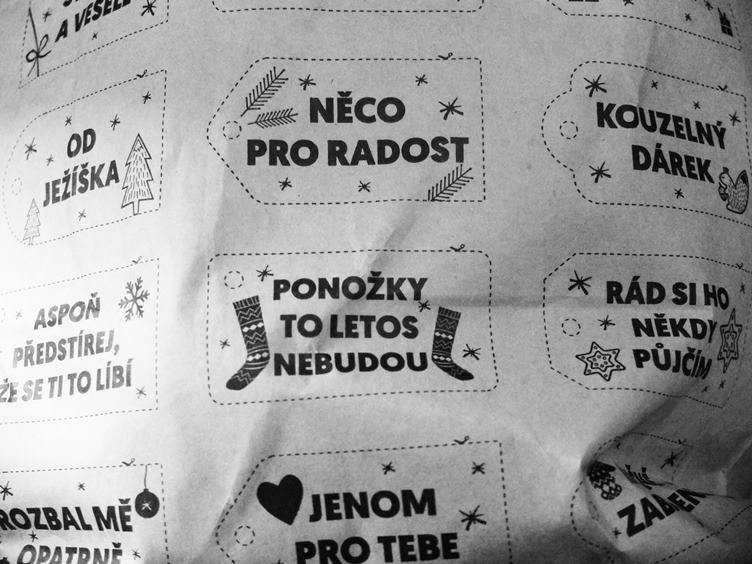 A VESELÉ
OD
JEŽÍŠKA
NĚCO
PRO RADOST
KOUZELNÝ
DÁREK
ASPOŇ
PŘEDSTÍREJ,
ŽE SE TI TO LÍBÍ
PONOŽKY
TO LETOS
NEBUDOU
RÁD SI HO
NĚKDY
PŮJČÍM
ROZBAL MĚ
OPATRNĚ
JENOM
PRO TEBE